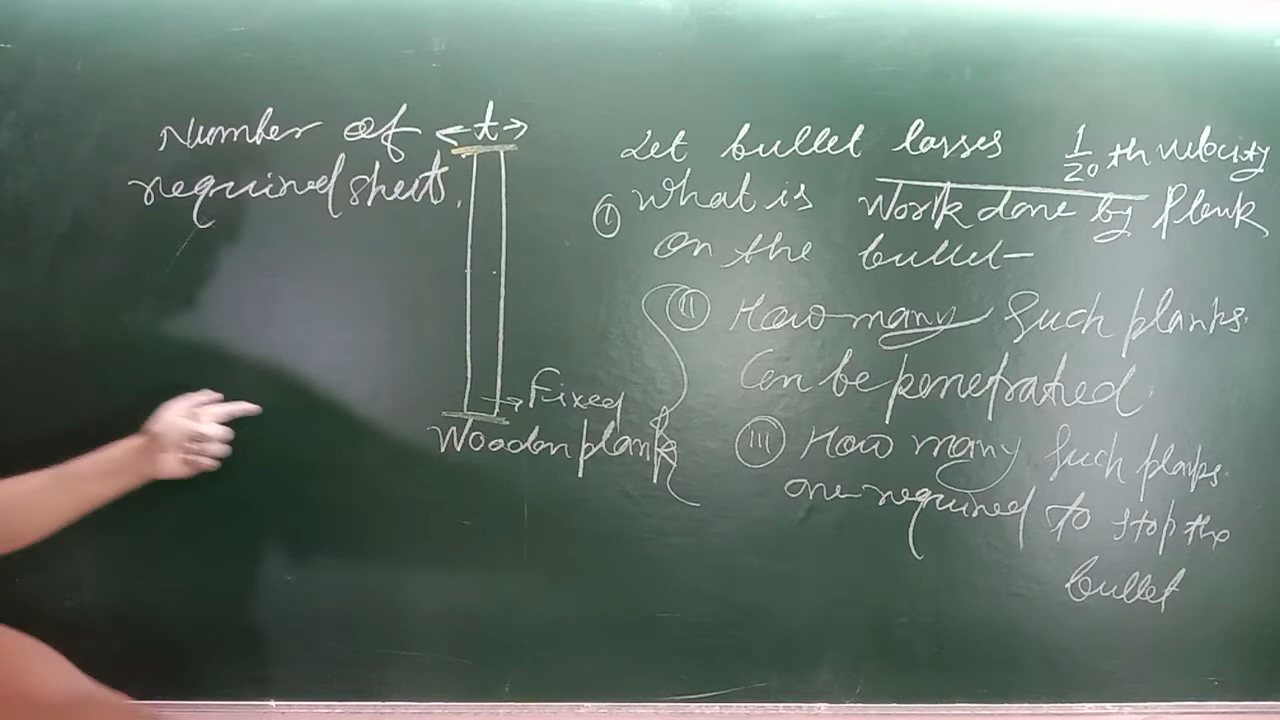 Number of
required sheets.
← t →
→ Fixed
Wooden plank
Let bullet losses 1/20 th velocity
① What is Work done by Plank
on the bullet-
② How many Such planks.
Can be penetrated.
③ How many Such planks.
are required to stop the
bullet